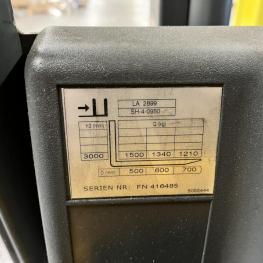 LA 2899
SH 4-0950
h3 (mm) Q (kg)
3000 1500 1340 1210
D (mm) 500 600 700
SERIEN NR: FN 416485